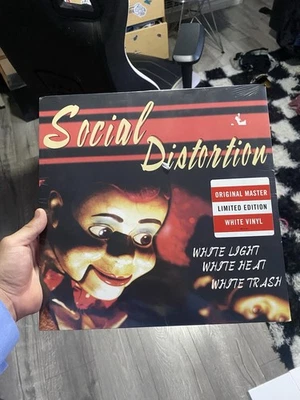 Social
Distortion
ORIGINAL MASTER
LIMITED EDITION
WHITE VINYL
WHITE LIGHT
WHITE HEAT
WHITE TRASH